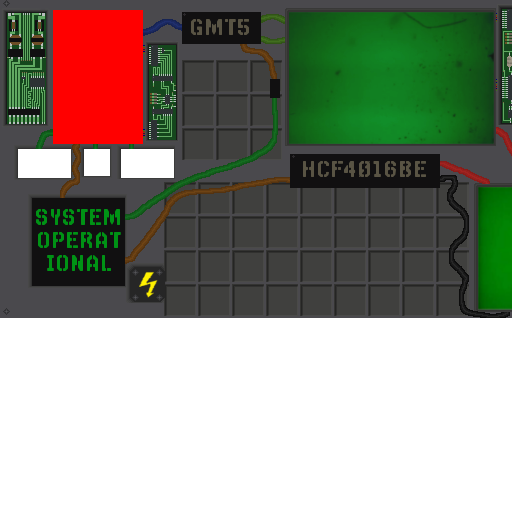 GMT5
HCF4016BE
SYSTEM
OPERAT
IONAL